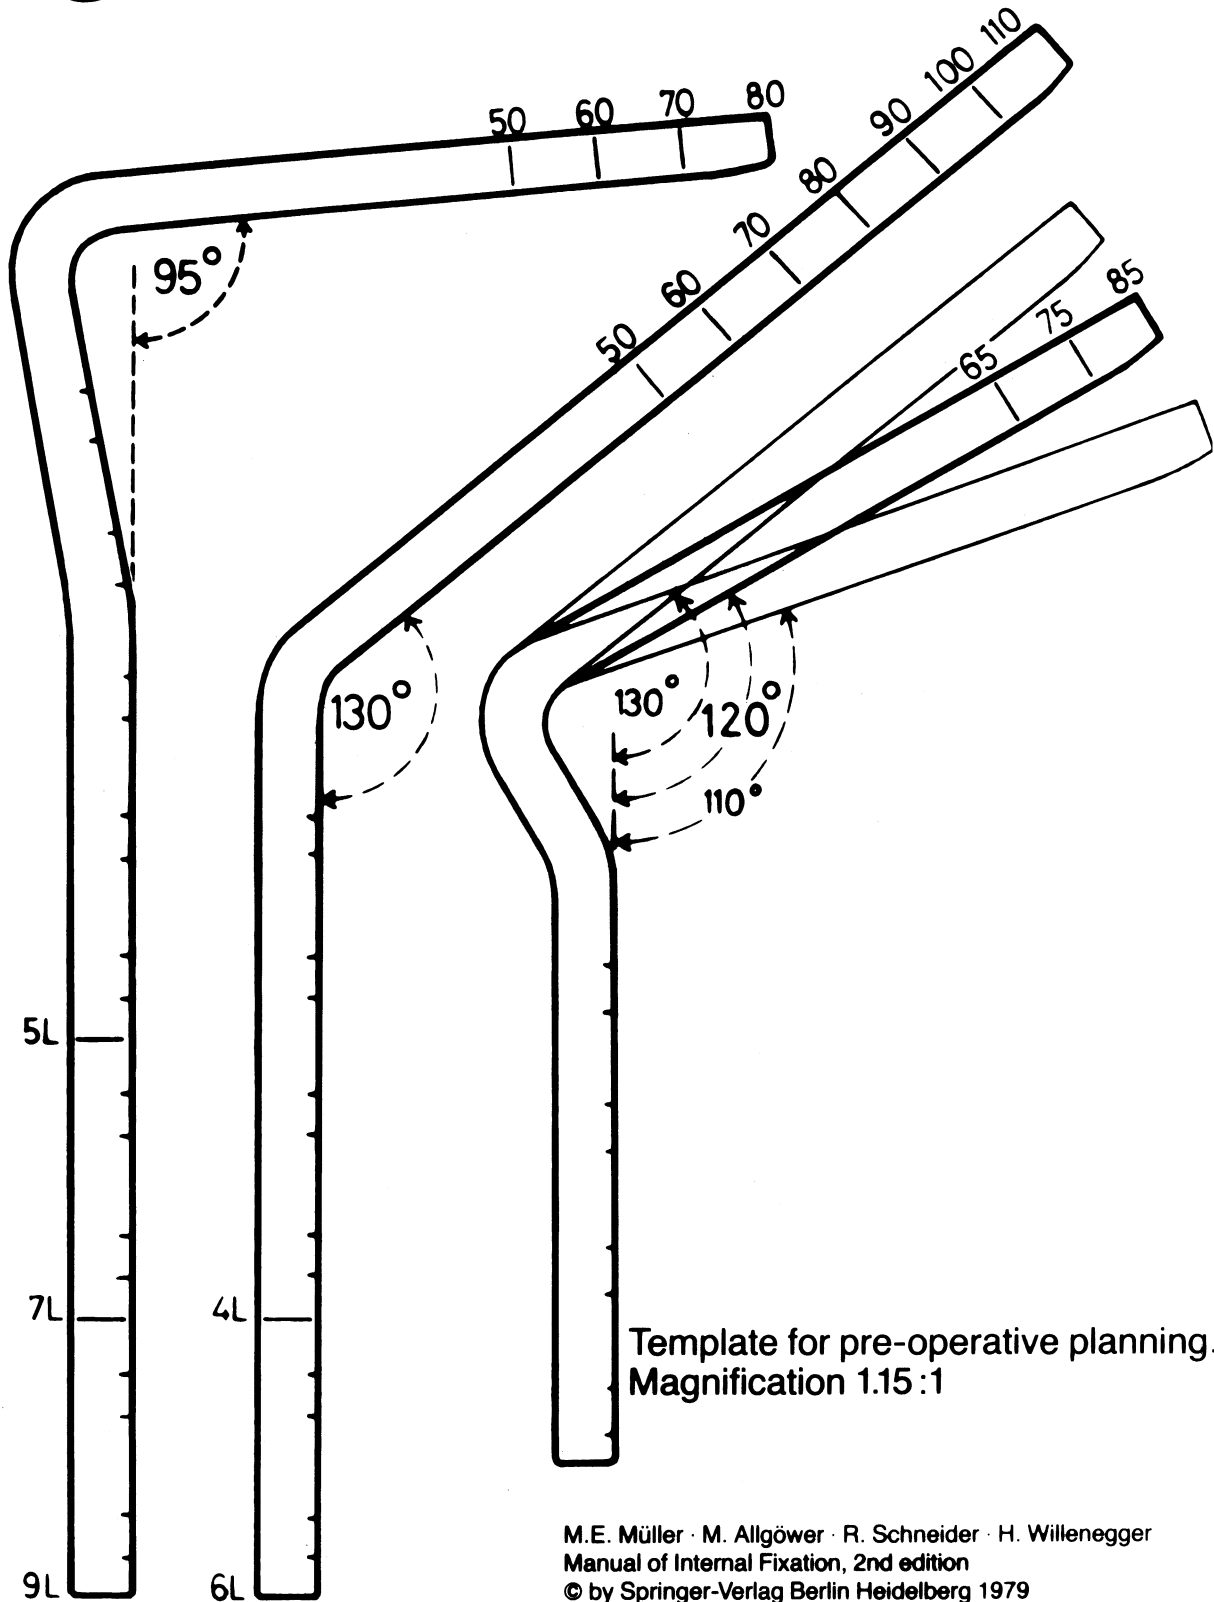 110
100
90
80
70
60
50
80
70
60
50
95°
85
75
65
130°
130°
120°
110°
5L
7L
4L
9L
6L
Template for pre-operative planning.
Magnification 1.15:1
M.E. Müller · M. Allgöwer · R. Schneider · H. Willenegger
Manual of Internal Fixation, 2nd edition
© by Springer-Verlag Berlin Heidelberg 1979